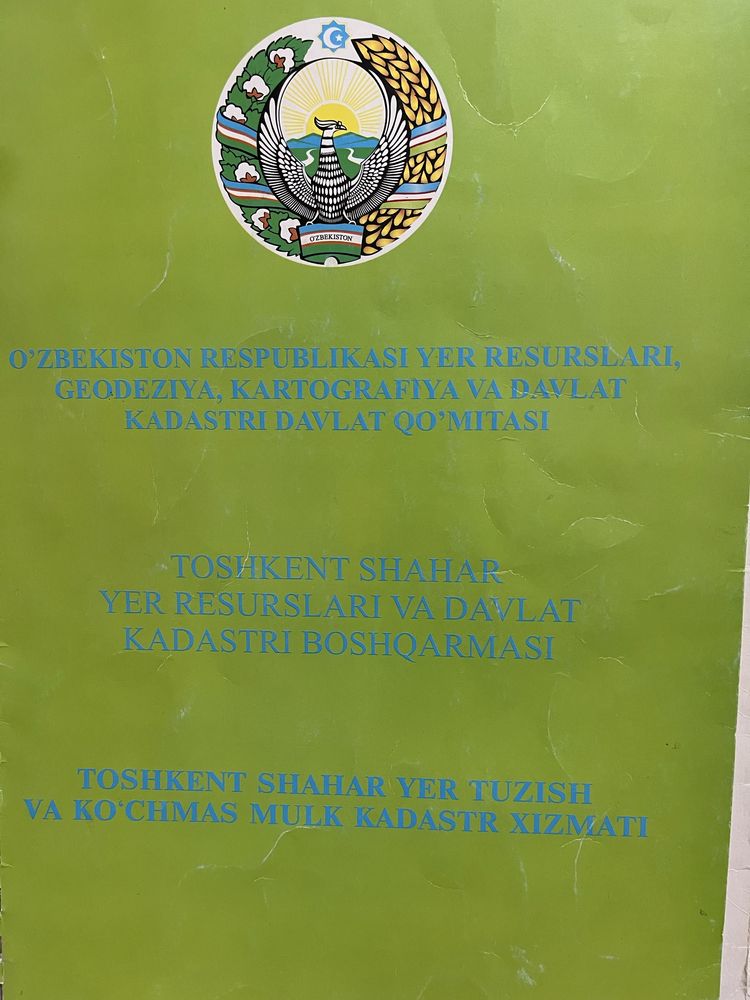 O'ZBEKISTON
O'ZBEKISTON RESPUBLIKASI YER RESURSLARI,
GEODEZIYA, KARTOGRAFIYA VA DAVLAT
KADASTRI DAVLAT QO'MITASI
TOSHKENT SHAHAR
YER RESURSLARI VA DAVLAT
KADASTRI BOSHQARMASI
TOSHKENT SHAHAR YER TUZISH
VA KO‘CHMAS MULK KADASTR XIZMATI